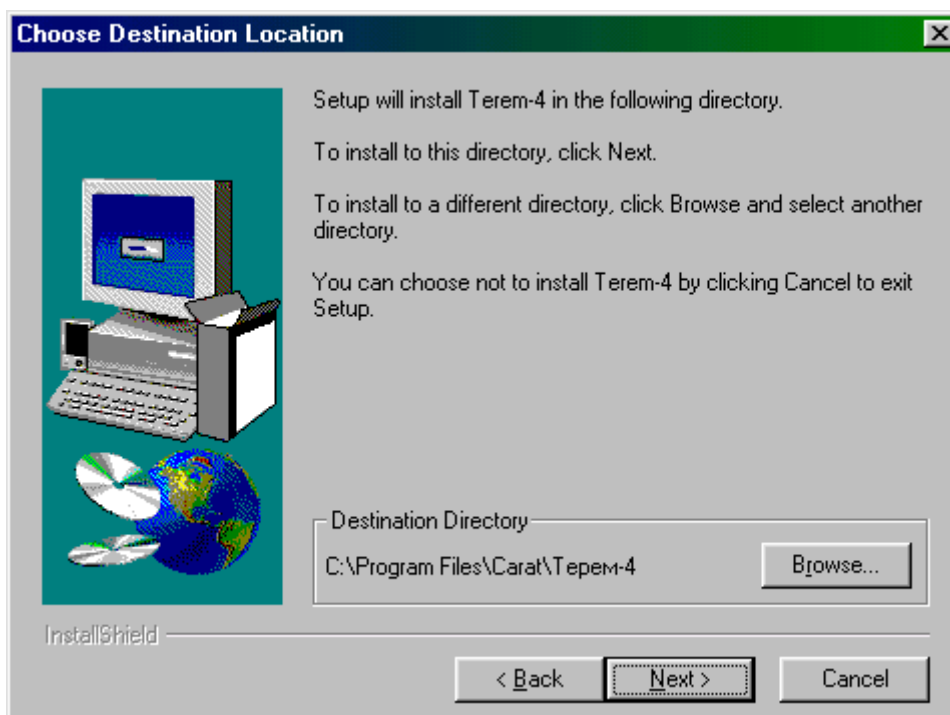 Choose Destination Location
Setup will install Terem-4 in the following directory.
To install to this directory, click Next.
To install to a different directory, click Browse and select another
directory.
You can choose not to install Terem-4 by clicking Cancel to exit
Setup.
Destination Directory
C:\Program Files\Carat\Терем-4
Browse...
InstallShield
< Back
Next >
Cancel